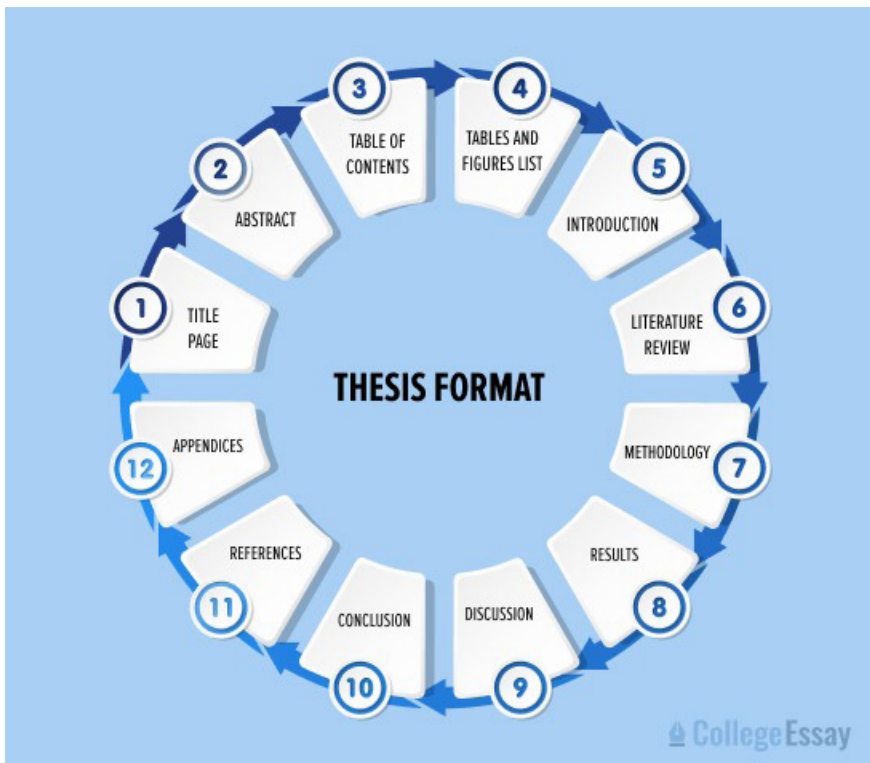 1
TITLE
PAGE
2
ABSTRACT
3
TABLE OF
CONTENTS
4
TABLES AND
FIGURES LIST
5
INTRODUCTION
6
LITERATURE
REVIEW
7
METHODOLOGY
8
RESULTS
9
DISCUSSION
10
CONCLUSION
11
REFERENCES
12
APPENDICES
THESIS FORMAT
CollegeEssay